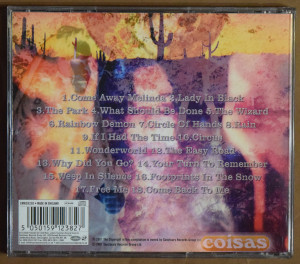 1.Come Away Melinda 2.Lady In Black
3.The Park 4.What Should Be Done 5.The Wizard
6.Rainbow Demon 7.Circle Of Hands 8.Rain
9.If I Had The Time 10.Circus
11.Wonderworld 12.The Easy Road
13.Why Did You Go? 14.Your Turn To Remember
15.Weep In Silence 16.Footprints In The Snow
17.Free Me 18.Come Back To Me
5 050159 123827
coisas